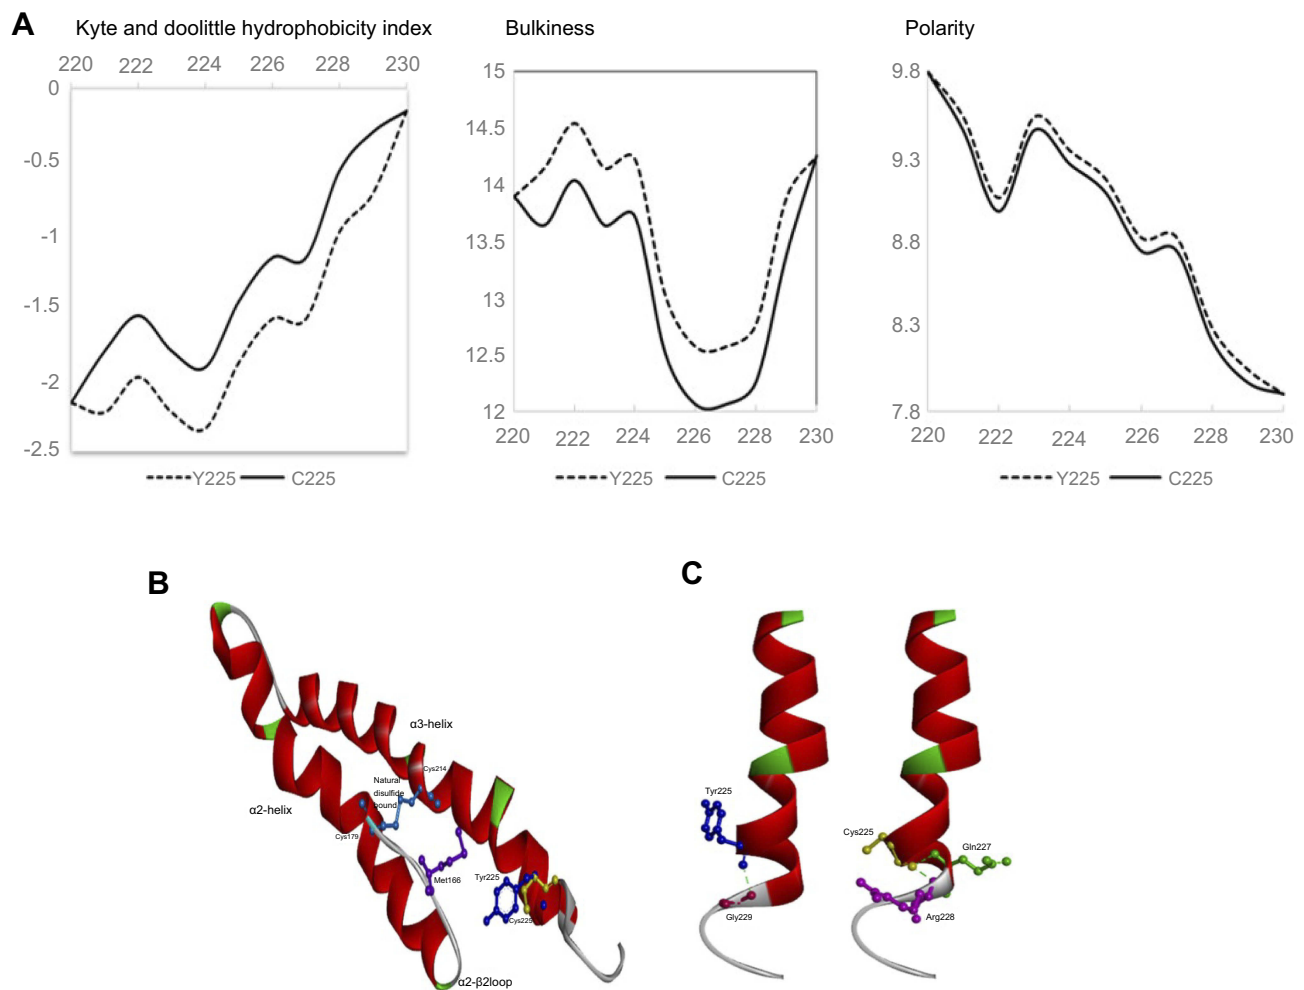 A
Kyte and doolittle hydrophobicity index
220 222 224 226 228 230
0
-0.5
-1
-1.5
-2
-2.5
Y225 C225
Bulkiness
15
14.5
14
13.5
13
12.5
12
220 222 224 226 228 230
Y225 C225
Polarity
9.8
9.3
8.8
8.3
7.8
220 222 224 226 228 230
Y225 C225
B
α3-helix
Cys214
Natural
disulfide
bound
α2-helix
Cys179
Met166
Tyr225
Cys225
α2-β2loop
C
Tyr225
Gly229
Cys225
Gln227
Arg228